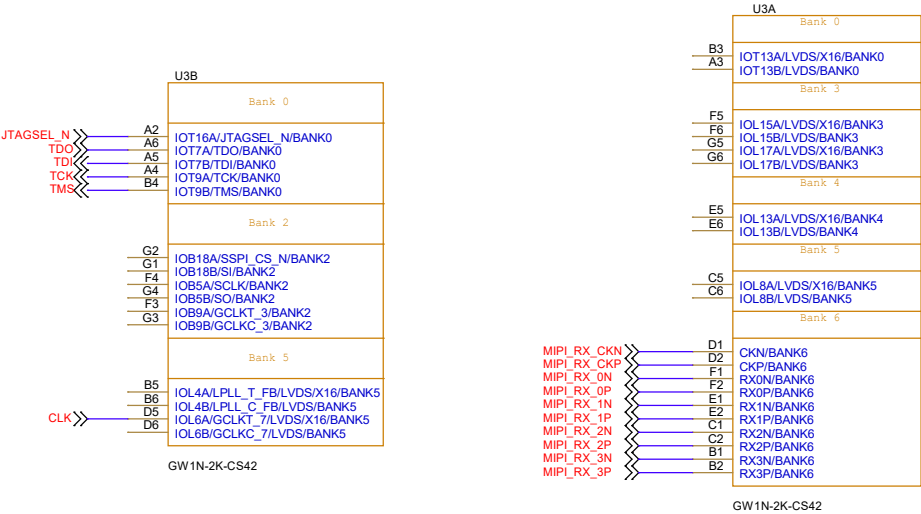 U3B
Bank 0
JTAGSEL_N A2 IOT16A/JTAGSEL_N/BANK0
TDO A6 IOT7A/TDO/BANK0
TDI A5 IOT7B/TDI/BANK0
TCK A4 IOT9A/TCK/BANK0
TMS B4 IOT9B/TMS/BANK0
Bank 2
G2 IOB18A/SSPI_CS_N/BANK2
G1 IOB18B/SI/BANK2
F4 IOB5A/SCLK/BANK2
G4 IOB5B/SO/BANK2
F3 IOB9A/GCLKT_3/BANK2
G3 IOB9B/GCLKC_3/BANK2
Bank 5
B5 IOL4A/LPLL_T_FB/LVDS/X16/BANK5
B6 IOL4B/LPLL_C_FB/LVDS/BANK5
CLK D5 IOL6A/GCLKT_7/LVDS/X16/BANK5
D6 IOL6B/GCLKC_7/LVDS/BANK5
GW1N-2K-CS42
U3A
Bank 0
B3 IOT13A/LVDS/X16/BANK0
A3 IOT13B/LVDS/BANK0
Bank 3
F5 IOL15A/LVDS/X16/BANK3
F6 IOL15B/LVDS/BANK3
G5 IOL17A/LVDS/X16/BANK3
G6 IOL17B/LVDS/BANK3
Bank 4
E5 IOL13A/LVDS/X16/BANK4
E6 IOL13B/LVDS/BANK4
Bank 5
C5 IOL8A/LVDS/X16/BANK5
C6 IOL8B/LVDS/BANK5
Bank 6
MIPI_RX_CKN D1 CKN/BANK6
MIPI_RX_CKP D2 CKP/BANK6
MIPI_RX_0N F1 RX0N/BANK6
MIPI_RX_0P F2 RX0P/BANK6
MIPI_RX_1N E1 RX1N/BANK6
MIPI_RX_1P E2 RX1P/BANK6
MIPI_RX_2N C1 RX2N/BANK6
MIPI_RX_2P C2 RX2P/BANK6
MIPI_RX_3N B1 RX3N/BANK6
MIPI_RX_3P B2 RX3P/BANK6
GW1N-2K-CS42